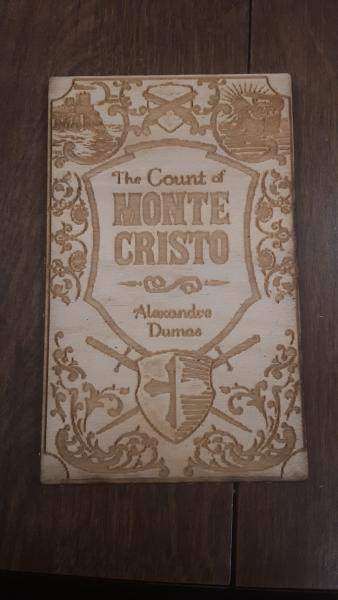 The Count of
MONTE
CRISTO
Alexandre
Dumas